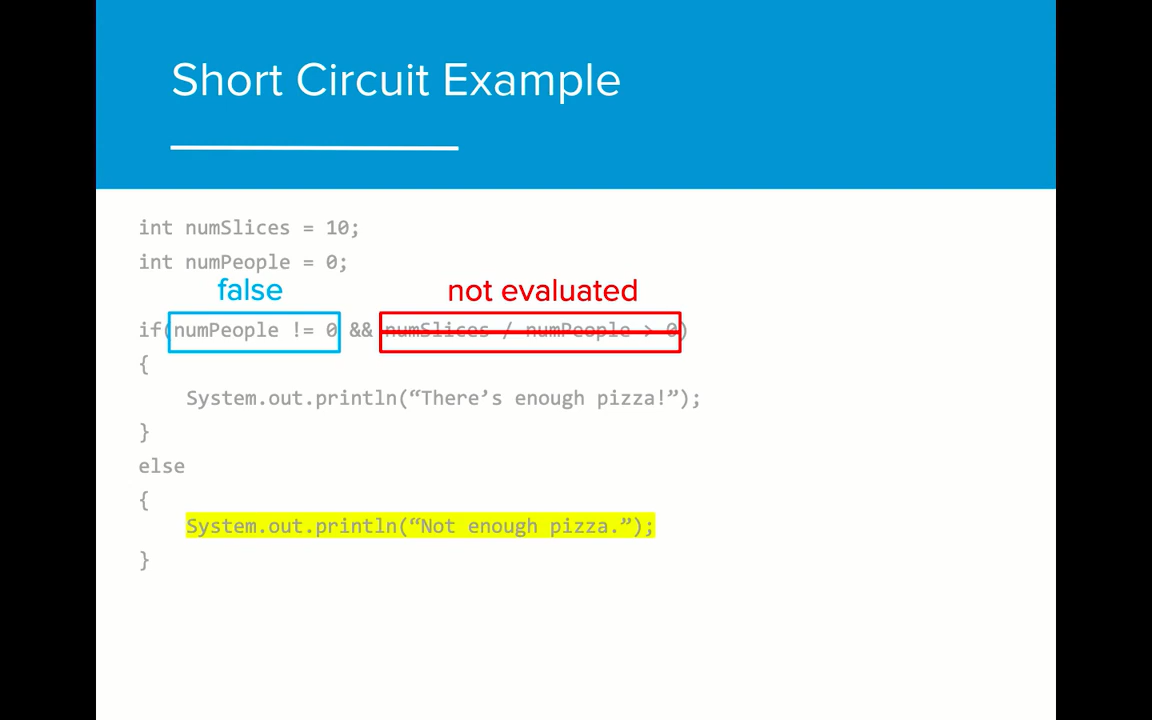 Short Circuit Example
int numSlices = 10;
int numPeople = 0;
false
not evaluated
if(numPeople != 0 && numSlices / numPeople > 0)
{
System.out.println(“There’s enough pizza!”);
}
else
{
System.out.println(“Not enough pizza.”);
}